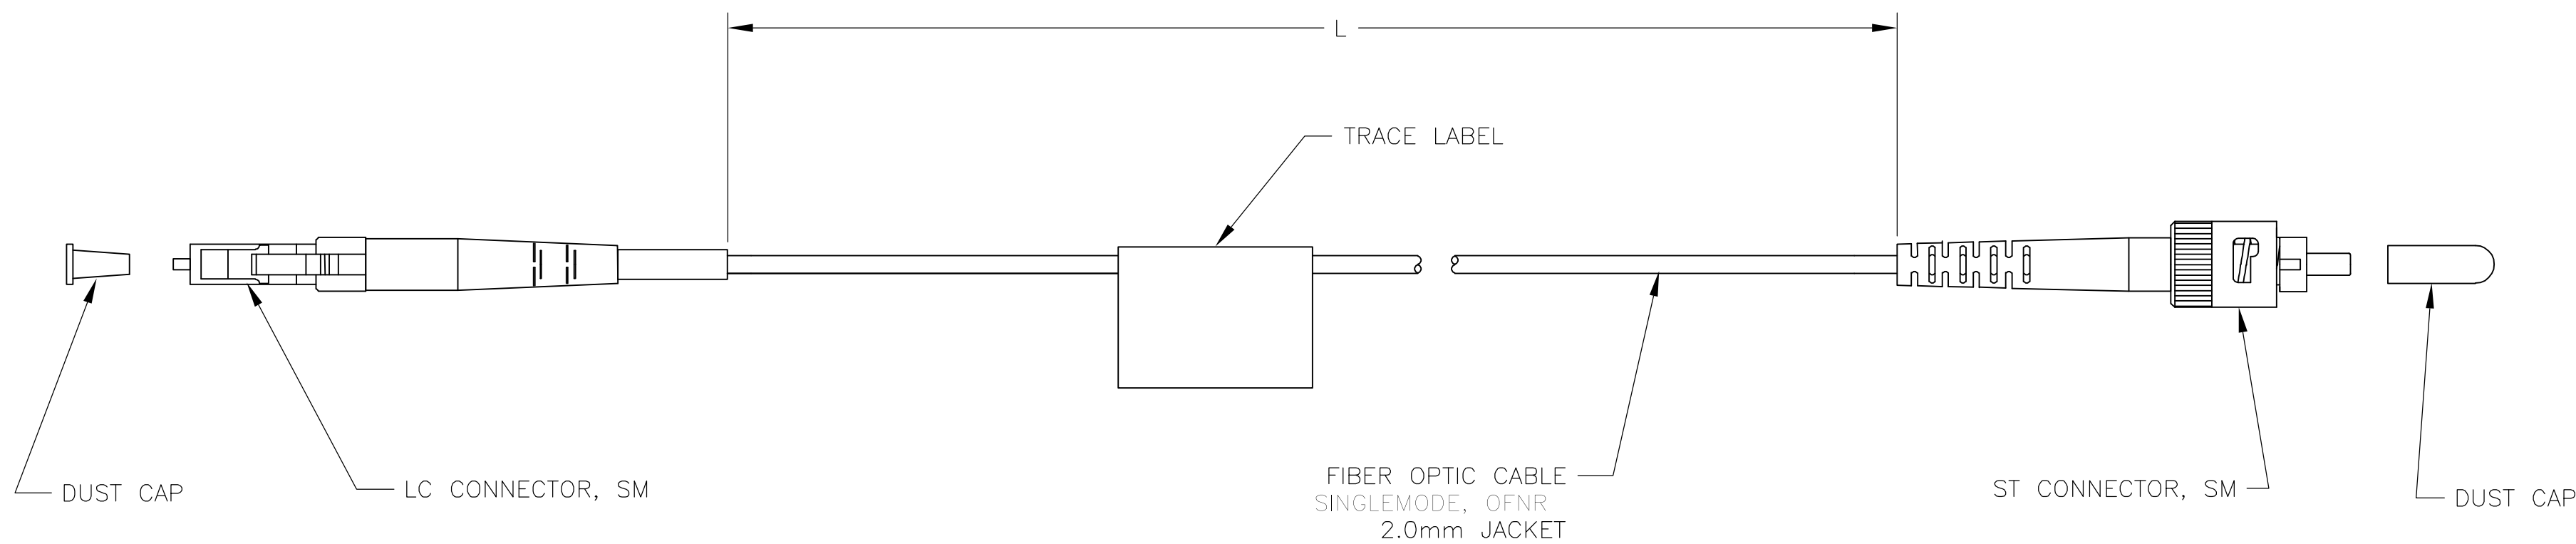 L
TRACE LABEL
DUST CAP
LC CONNECTOR, SM
FIBER OPTIC CABLE
SINGLEMODE, OFNR
2.0mm JACKET
ST CONNECTOR, SM
DUST CAP